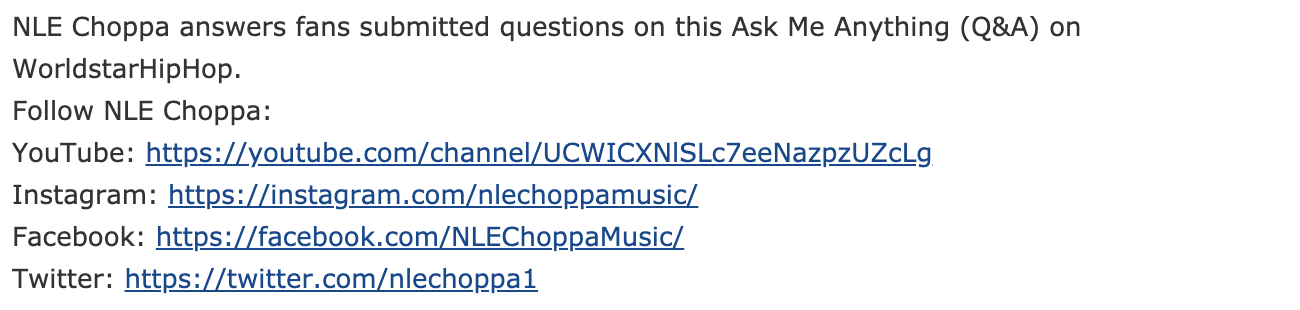 NLE Choppa answers fans submitted questions on this Ask Me Anything (Q&A) on
WorldstarHipHop.
Follow NLE Choppa:
YouTube: https://youtube.com/channel/UCWICXNlSLc7eeNazpzUZcLg
Instagram: https://instagram.com/nlechoppamusic/
Facebook: https://facebook.com/NLEChoppaMusic/
Twitter: https://twitter.com/nlechoppa1